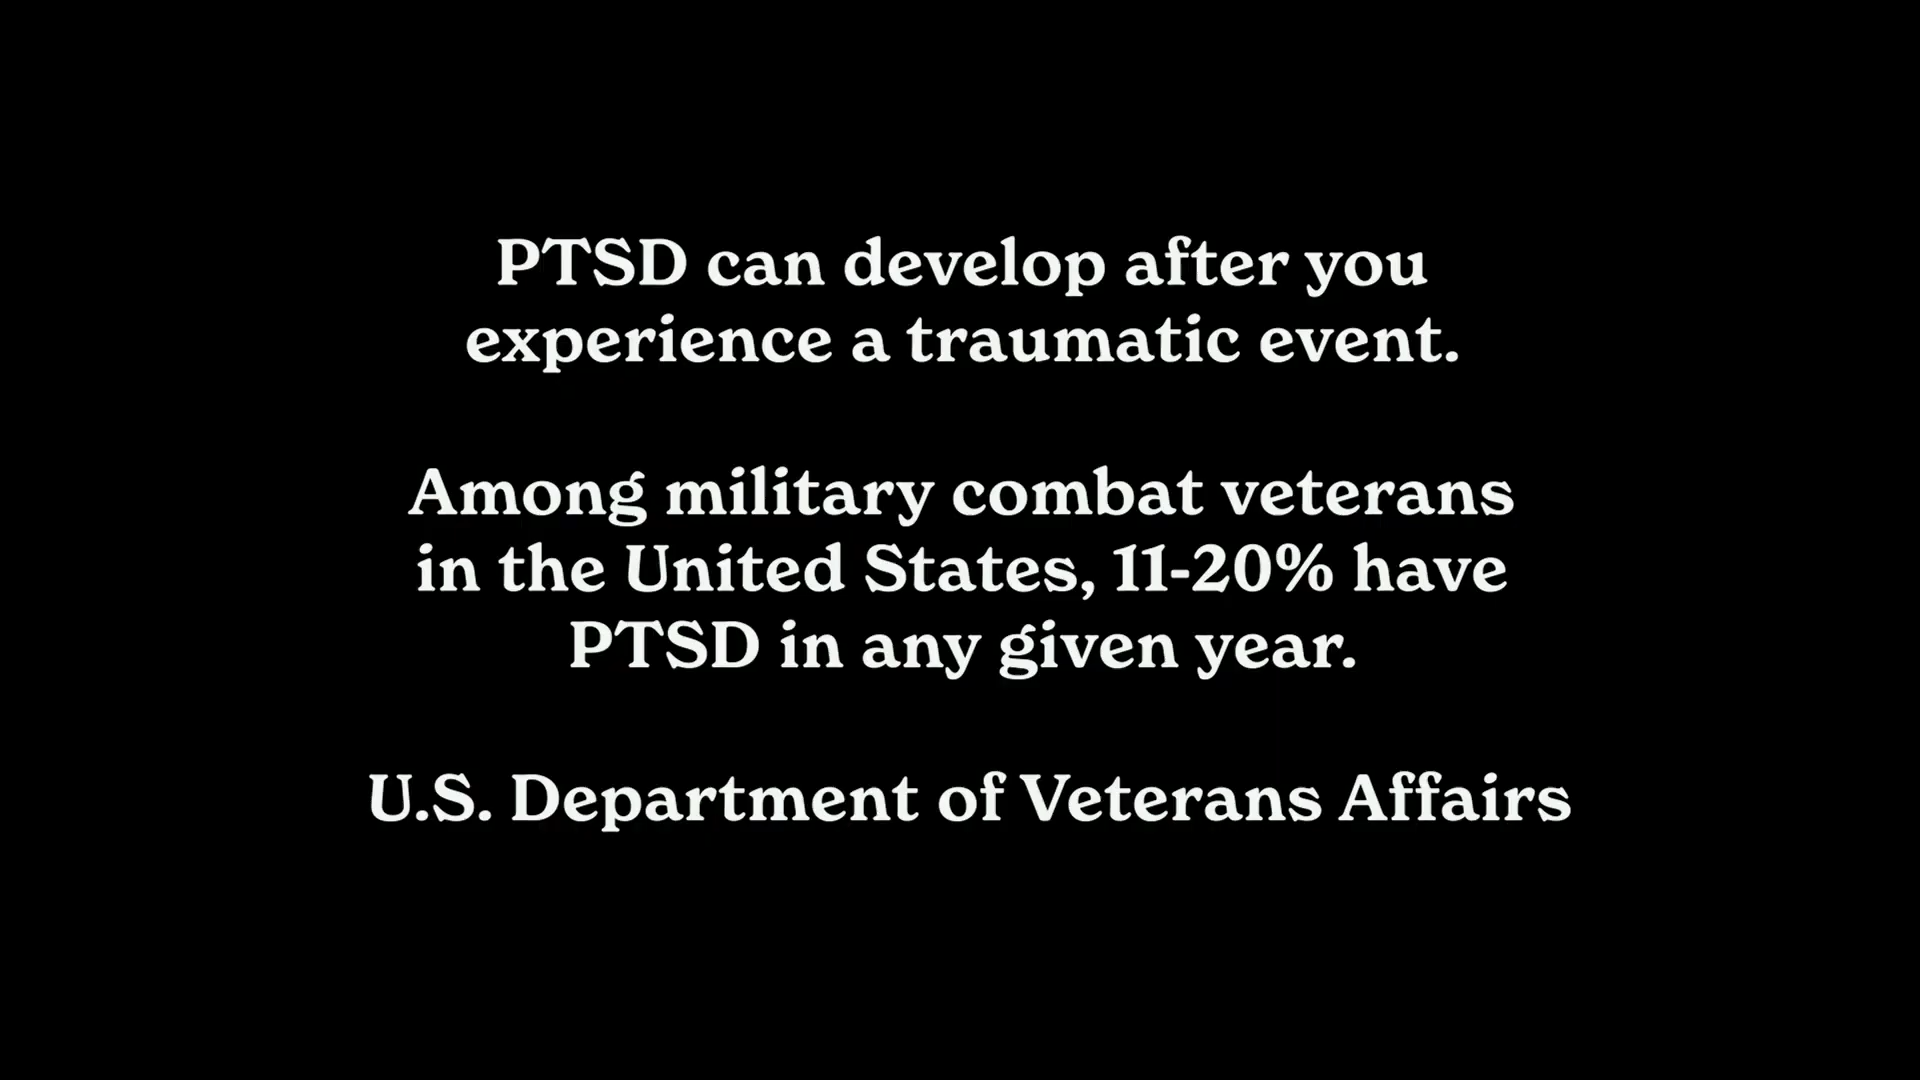 PTSD can develop after you
experience a traumatic event.
Among military combat veterans
in the United States, 11-20% have
PTSD in any given year.
U.S. Department of Veterans Affairs